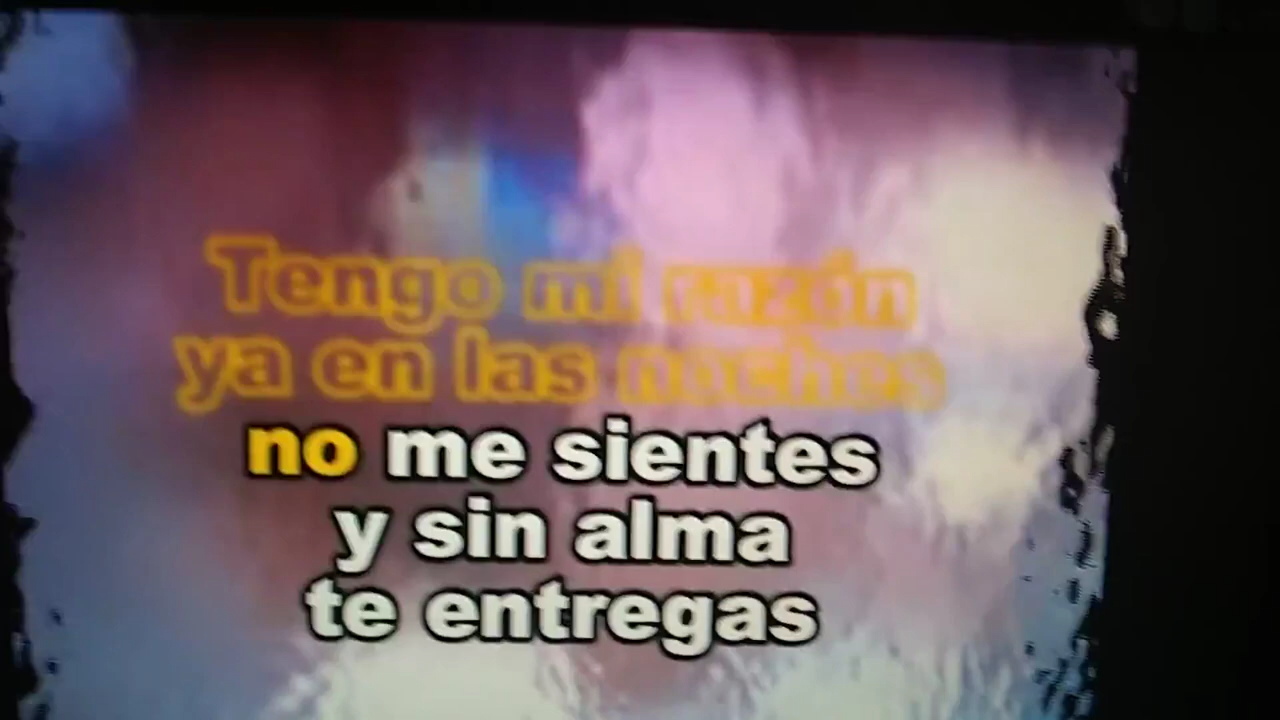 Tengo mi razón
ya en las noches
no me sientes
y sin alma
te entregas